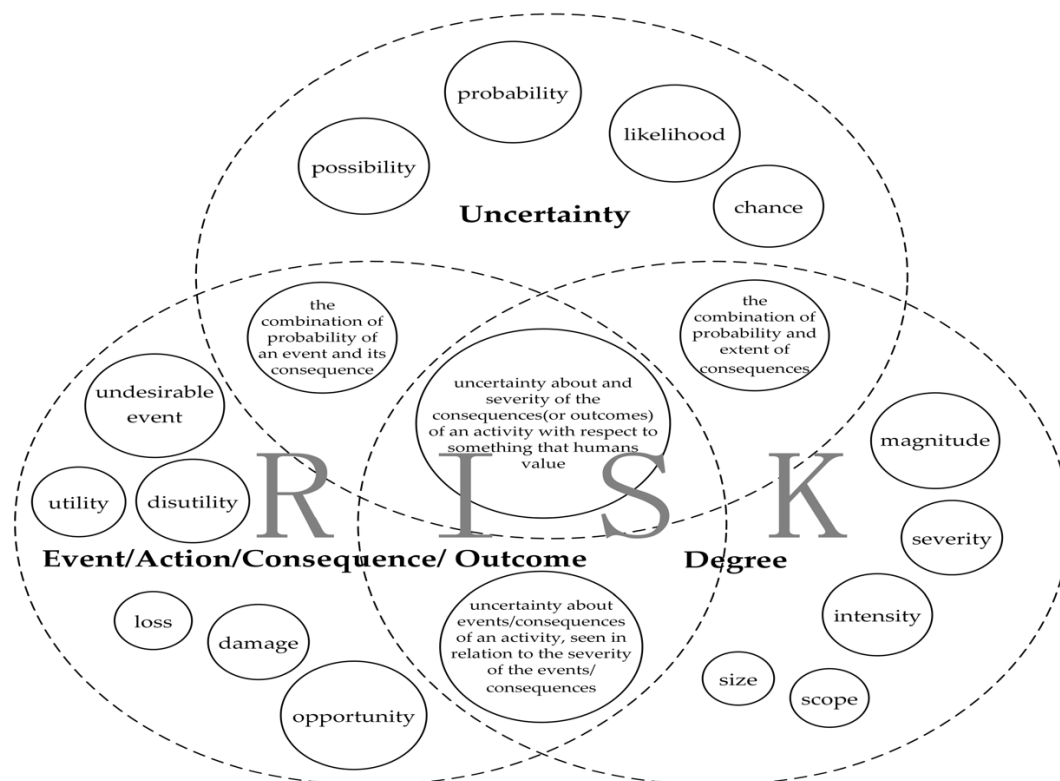 probability
likelihood
possibility
chance
Uncertainty
the
combination of
probability of
an event and its
consequence
the
combination of
probability and
extent of
consequences
uncertainty about and
severity of the
consequences(or outcomes)
of an activity with respect to
something that humans
value
undesirable
event
utility
disutility
magnitude
severity
R I S K
Event/Action/Consequence/ Outcome
Degree
loss
damage
opportunity
uncertainty about
events/consequences
of an activity, seen in
relation to the severity
of the events/
consequences
intensity
size
scope